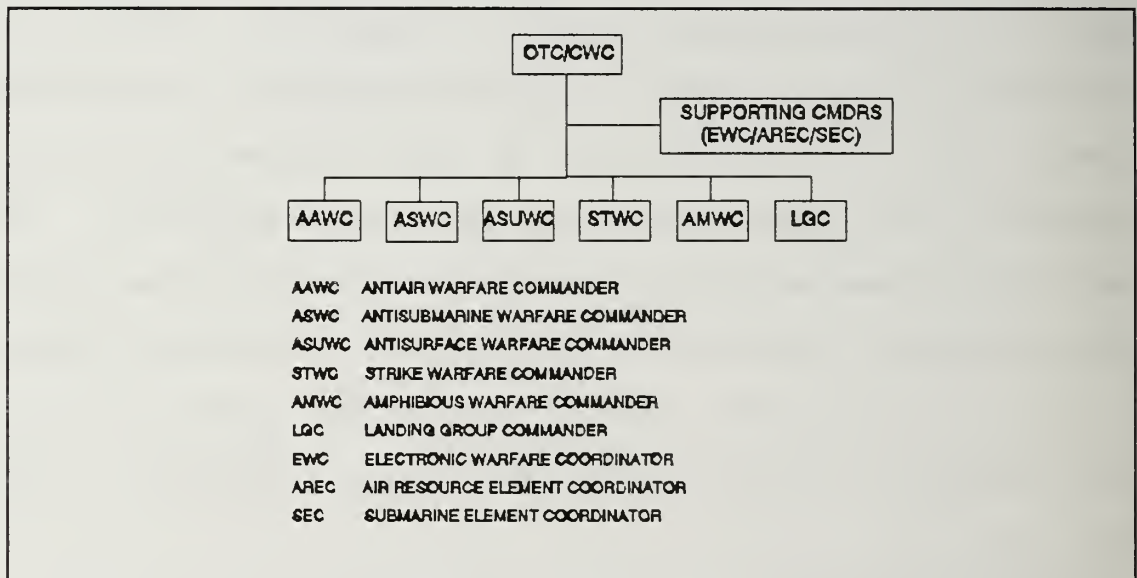 OTC/CWC
SUPPORTING CMDRS
(EWC/AREC/SEC)
AAWC ASWC ASUWC STWC AMWC LGC
AAWC ANTIAIR WARFARE COMMANDER
ASWC ANTISUBMARINE WARFARE COMMANDER
ASUWC ANTISURFACE WARFARE COMMANDER
STWC STRIKE WARFARE COMMANDER
AMWC AMPHIBIOUS WARFARE COMMANDER
LGC LANDING GROUP COMMANDER
EWC ELECTRONIC WARFARE COORDINATOR
AREC AIR RESOURCE ELEMENT COORDINATOR
SEC SUBMARINE ELEMENT COORDINATOR